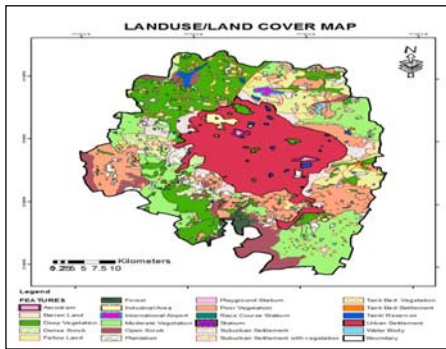 LANDUSE/LAND COVER MAP
N
Kilometers
Legend
FEATURES
Aerodram
Barren Land
Deep Vegetation
Dense Scrub
Fallow Land
Forest
Industrial Area
International Airport
Moderate Vegetation
Open Scrub
Plantation
Playground Stadium
Poor Vegetation
Race Course Stadium
Stadium
Suburban Settlement
Suburban Settlement with vegetation
Tank Bed Vegetation
Tank Bed Settlement
Tank/ Reservoir
Urban Settlement
Water Body
Boundary